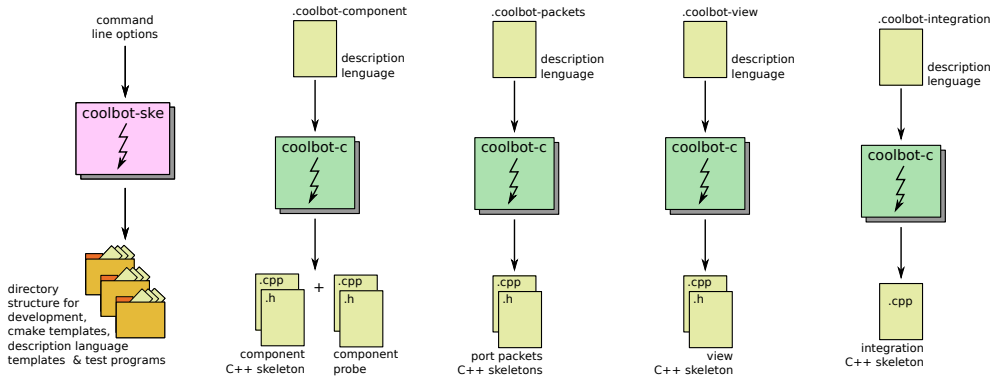 command
line options
coolbot-ske
directory
structure for
development,
cmake templates,
description language
templates & test programs
.coolbot-component
description
lenguage
coolbot-c
.cpp
.h
+
.cpp
.h
component
C++ skeleton
component
probe
.coolbot-packets
description
lenguage
coolbot-c
.cpp
.h
port packets
C++ skeletons
.coolbot-view
description
lenguage
coolbot-c
.cpp
.h
view
C++ skeleton
.coolbot-integration
description
lenguage
coolbot-c
.cpp
integration
C++ skeleton